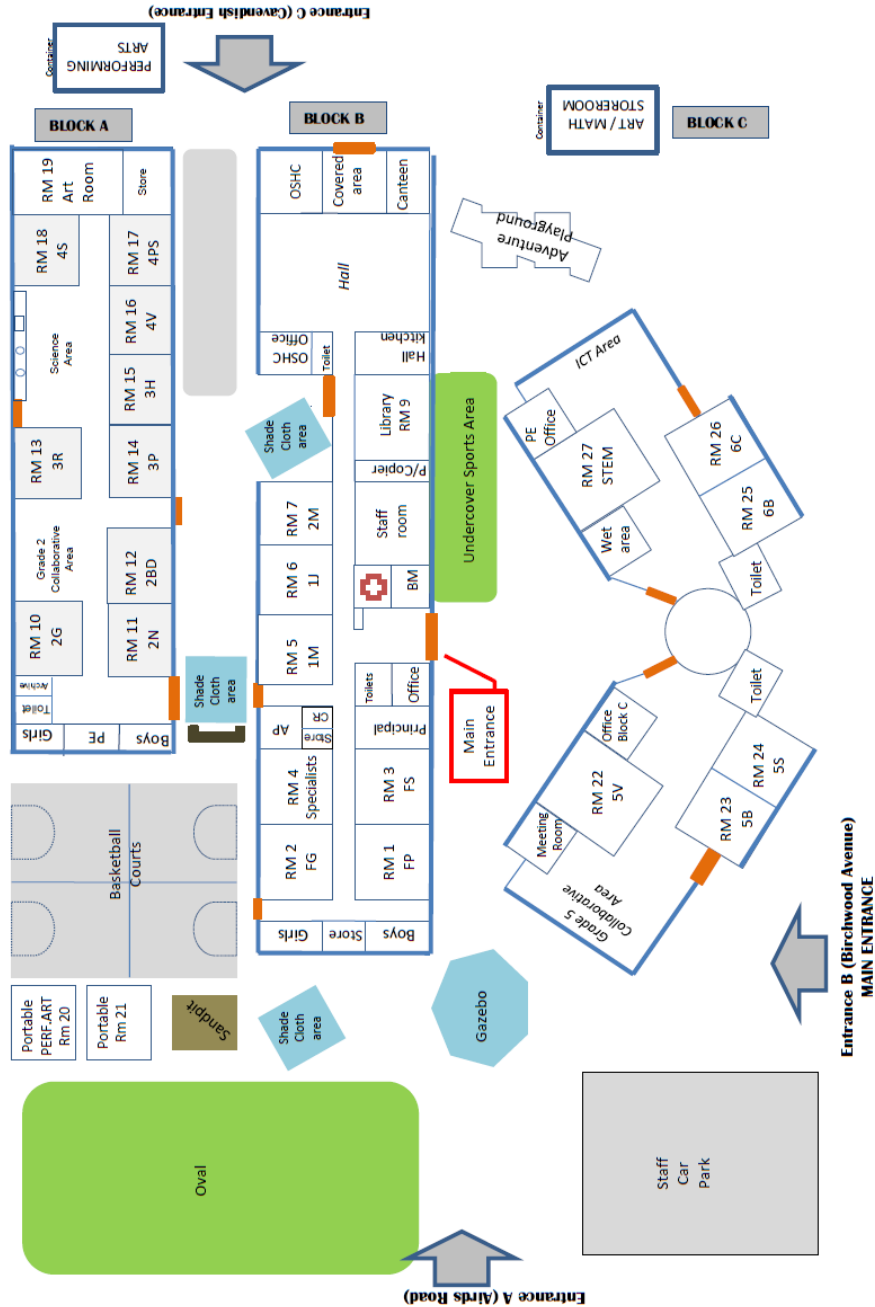 Entrance C (Cavendish Entrance)
Container
PERFORMING
ARTS
BLOCK A
BLOCK B
Container
ART / MATH
STOREROOM
BLOCK C
RM 19
Art
Room
Store
RM 18
4S
RM 17
4PS
RM 16
4V
Science
Area
RM 15
3H
RM 13
3R
RM 14
3P
Grade 2
Collaborative
Area
RM 12
2BD
RM 10
2G
RM 11
2N
Archive
Toilet
Girls
PE
Boys
OSHC
Covered
area
Canteen
Hall
OSHC
Office
Toilet
Hall
kitchen
Shade
Cloth
area
Library
RM 9
P/Copier
RM 7
2M
Staff
room
RM 6
1J
BM
RM 5
1M
Toilets
Office
AP
Store
CR
Principal
RM 4
Specialists
RM 3
FS
RM 2
FG
RM 1
FP
Girls
Store
Boys
Shade
Cloth
area
Undercover Sports Area
Main
Entrance
Adventure
Playground
ICT Area
PE
Office
RM 27
STEM
Wet
area
RM 26
6C
RM 25
6B
Toilet
Toilet
Office
Block C
RM 22
5V
Meeting
Room
RM 24
5S
RM 23
5B
Grade 5
Collaborative
Area
Basketball
Courts
Portable
PERF.ART
Rm 20
Portable
Rm 21
Sandpit
Shade
Cloth
area
Gazebo
Oval
Staff
Car
Park
Entrance B (Birchwood Avenue)
MAIN ENTRANCE
Entrance A (Airds Road)